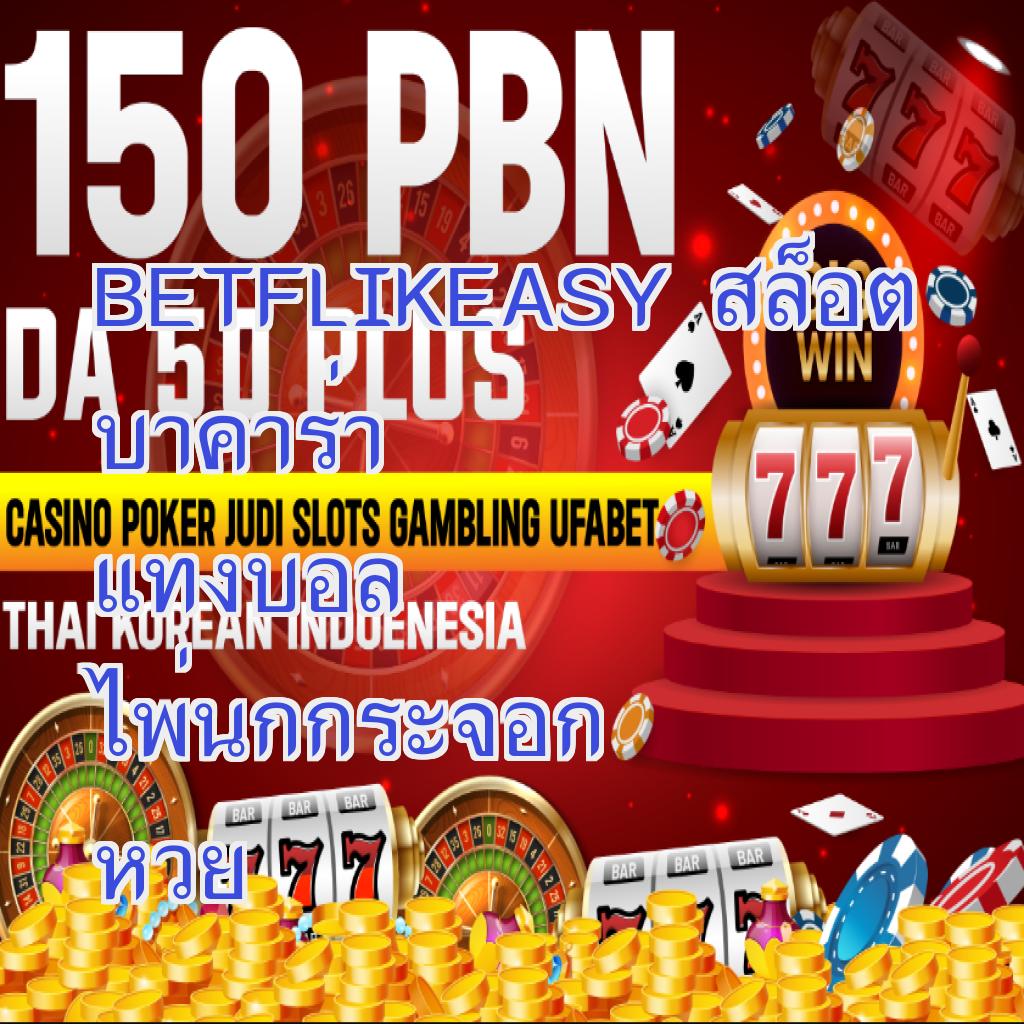 150 PBN
BETFLIKEASY สล็อต
DA 50 PLUS
WIN
บาคาร่า
777
CASINO POKER JUDI SLOTS GAMBLING UFABET
แทงบอล
THAI KOREAN INDOENESIA
ไพ่นกกระจอก
หวย